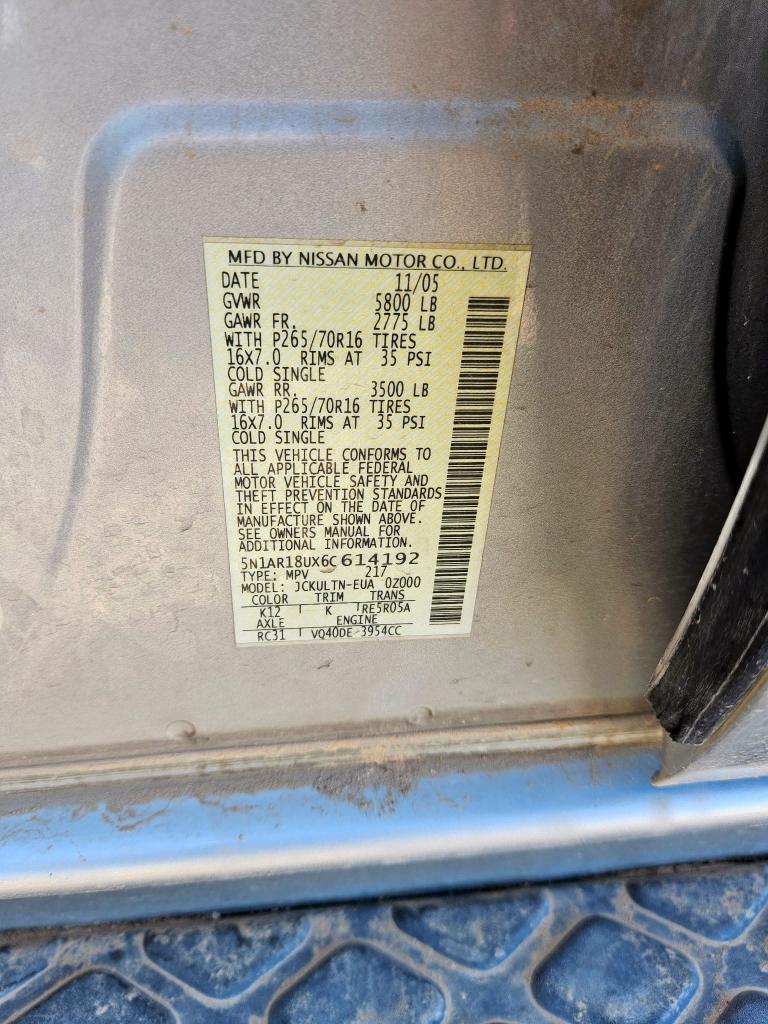 MFD BY NISSAN MOTOR CO., LTD.
DATE 11/05
GVWR 5800 LB
GAWR FR. 2775 LB
WITH P265/70R16 TIRES
16X7.0 RIMS AT 35 PSI
COLD SINGLE
GAWR RR. 3500 LB
WITH P265/70R16 TIRES
16X7.0 RIMS AT 35 PSI
COLD SINGLE
THIS VEHICLE CONFORMS TO
ALL APPLICABLE FEDERAL
MOTOR VEHICLE SAFETY AND
THEFT PREVENTION STANDARDS
IN EFFECT ON THE DATE OF
MANUFACTURE SHOWN ABOVE.
SEE OWNERS MANUAL FOR
ADDITIONAL INFORMATION.
5N1AR18UX6C614192
TYPE: MPV 217
MODEL: JCKULTN-EUA 0Z000
COLOR TRIM TRANS
K12 K RE5R05A
AXLE ENGINE
RC31 VQ40DE 3954CC